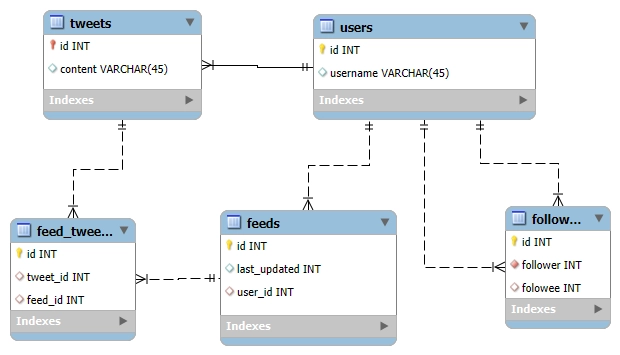 tweets
id INT
content VARCHAR(45)
Indexes
users
id INT
username VARCHAR(45)
Indexes
feed_twee...
id INT
tweet_id INT
feed_id INT
Indexes
feeds
id INT
last_updated INT
user_id INT
Indexes
follow...
id INT
follower INT
folowee INT
Indexes